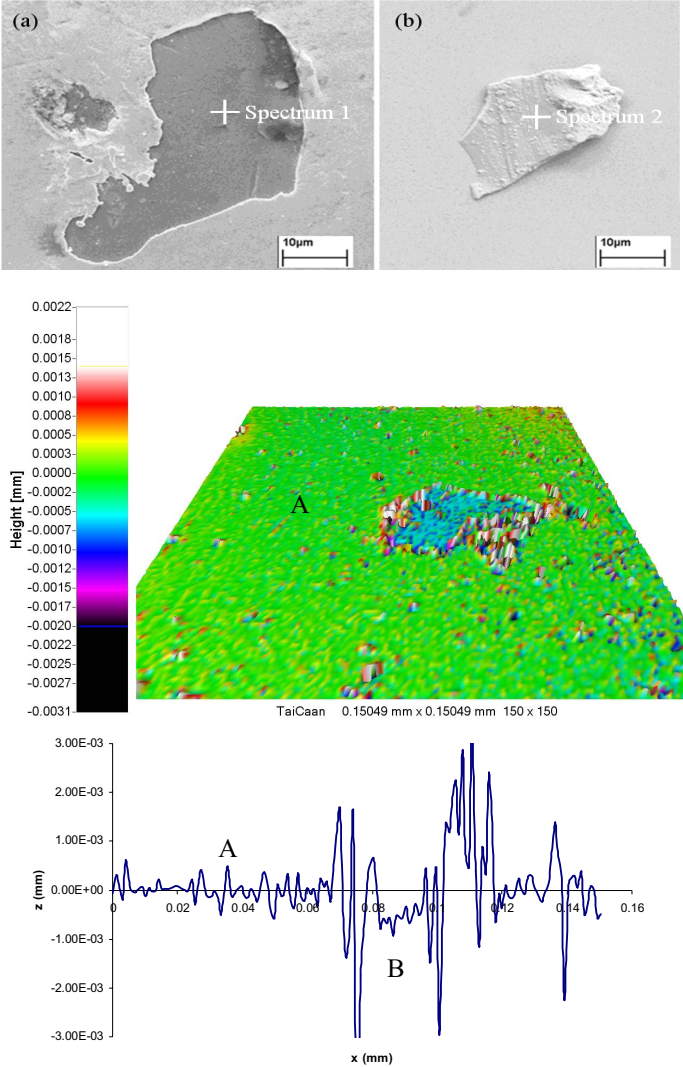 (a)
Spectrum 1
10µm
(b)
Spectrum 2
10µm
0.0022
0.0018
0.0015
0.0010
0.0008
0.0005
0.0003
0.0000
-0.0003
-0.0005
-0.0007
-0.0010
-0.0012
-0.0015
-0.0017
-0.0020
-0.0022
-0.0025
-0.0027
-0.0031
Height [mm]
A
TaiCaan 0.15049 mm x 0.15049 mm 150 x 150
3.00E-03
2.00E-03
1.00E-03
0.00E+00
-1.00E-03
-2.00E-03
-3.00E-03
z (mm)
A
B
0 0.02 0.04 0.06 0.08 0.1 0.12 0.14 0.16
x (mm)